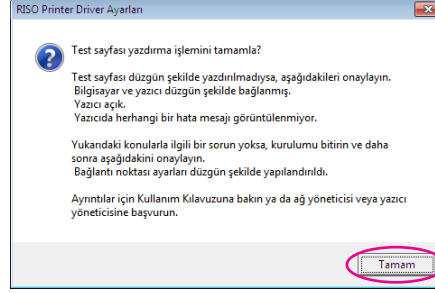 RISO Printer Driver Ayarları
Test sayfası yazdırma işlemini tamamla?
Test sayfası düzgün şekilde yazdırılmadıysa, aşağıdakileri onaylayın.
Bilgisayar ve yazıcı düzgün şekilde bağlanmış.
Yazıcı açık.
Yazıcıda herhangi bir hata mesajı görüntülenmiyor.
Yukarıdaki konularla ilgili bir sorun yoksa, kurulumu bitirin ve daha
sonra aşağıdakini onaylayın.
Bağlantı noktası ayarları düzgün şekilde yapılandırıldı.
Ayrıntılar için Kullanım Kılavuzuna bakın ya da ağ yöneticisi veya yazıcı
yöneticisine başvurun.
Tamam